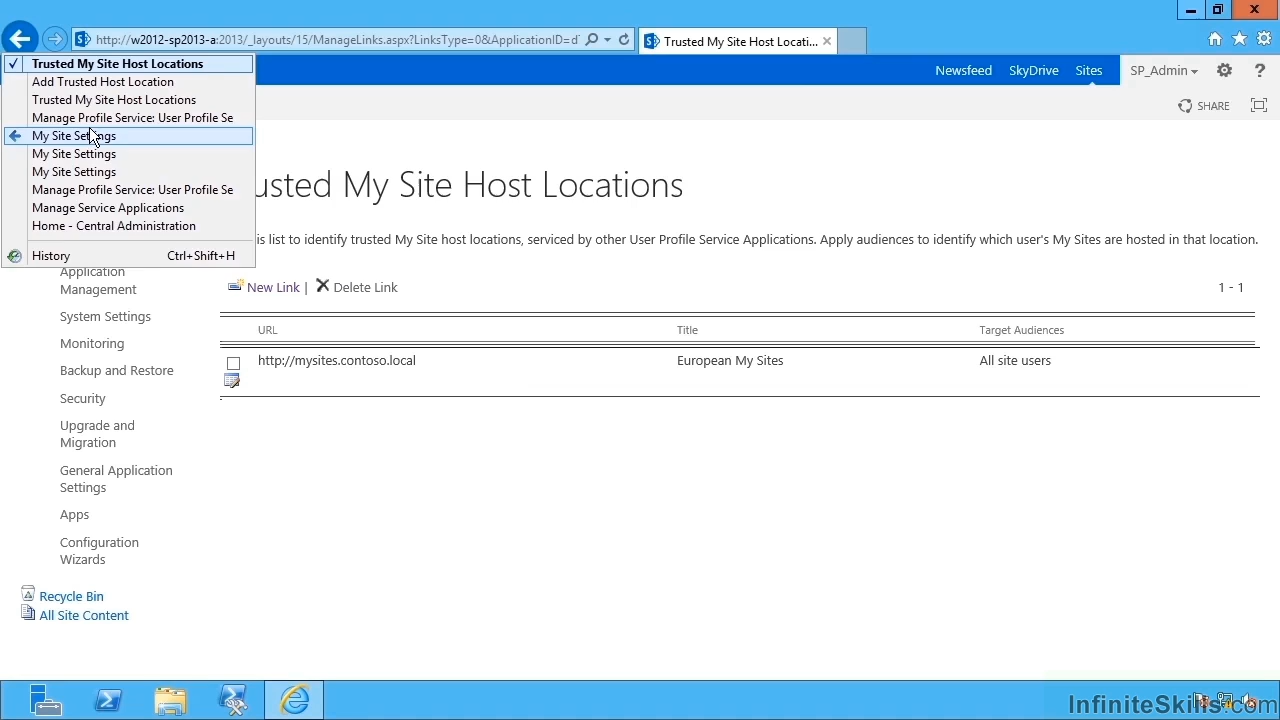 http://w2012-sp2013-a:2013/_layouts/15/ManageLinks.aspx?LinksType=0&ApplicationID=d
Trusted My Site Host Locati...
Trusted My Site Host Locations
Add Trusted Host Location
Trusted My Site Host Locations
Manage Profile Service: User Profile Se
My Site Settings
My Site Settings
My Site Settings
Manage Profile Service: User Profile Se
Manage Service Applications
Home - Central Administration
History Ctrl+Shift+H
Newsfeed SkyDrive Sites SP_Admin ?
SHARE
usted My Site Host Locations
is list to identify trusted My Site host locations, serviced by other User Profile Service Applications. Apply audiences to identify which user's My Sites are hosted in that location.
New Link | Delete Link 1 - 1
URL Title Target Audiences
http://mysites.contoso.local European My Sites All site users
Application
Management
System Settings
Monitoring
Backup and Restore
Security
Upgrade and
Migration
General Application
Settings
Apps
Configuration
Wizards
Recycle Bin
All Site Content
InfiniteSkills.com